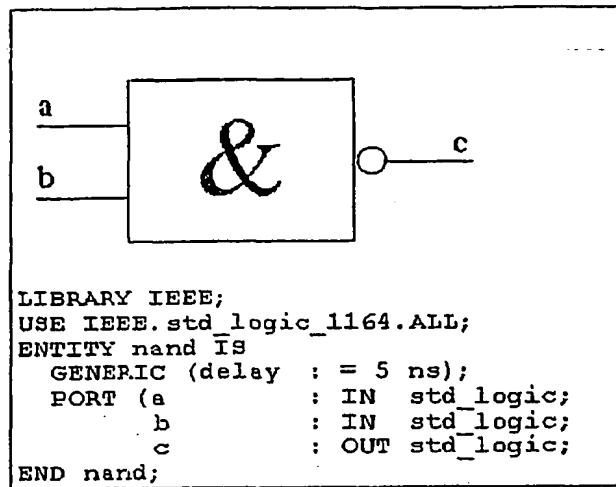 a
&
b
c
LIBRARY IEEE;
USE IEEE.std_logic_1164.ALL;
ENTITY nand IS
GENERIC (delay : = 5 ns);
PORT (a : IN std_logic;
b : IN std_logic;
c : OUT std_logic;
END nand;